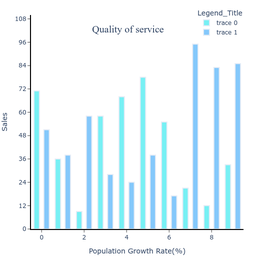 Legend_Title
trace 0
trace 1
Quality of service
108
96
84
72
60
48
36
24
12
0
Sales
0 2 4 6 8
Population Growth Rate(%)